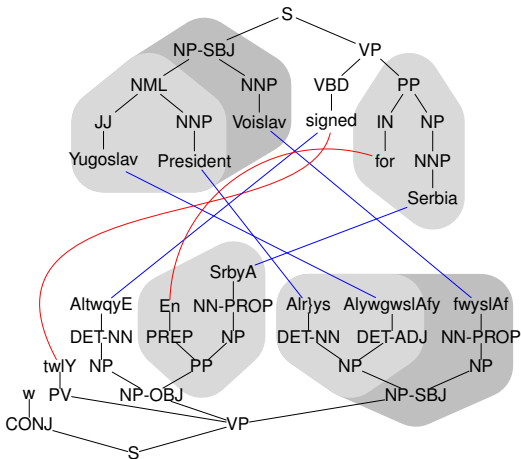 S
NP-SBJ VP
NML NNP VBD PP
JJ NNP Voislav signed IN NP
Yugoslav President for NNP
Serbia
SrbyA
AltwqyE En NN-PROP Alr}ys AlywgwslAfy fwyslAf
DET-NN PREP NP DET-NN DET-ADJ NN-PROP
twlY NP PP NP NP
w PV NP-OBJ NP-SBJ
CONJ VP
S